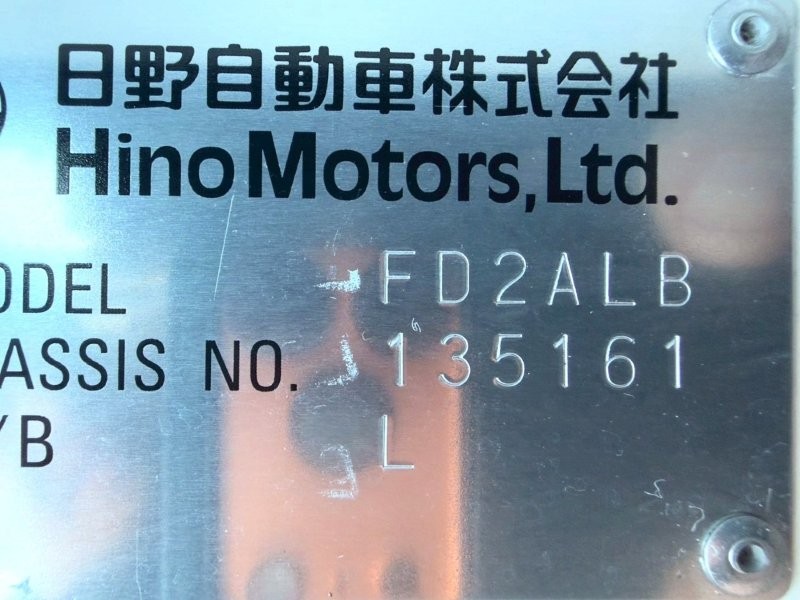 日野自動車株式会社
Hino Motors, Ltd.
ODEL FD2ALB
ASSIS NO. 135161
/B L